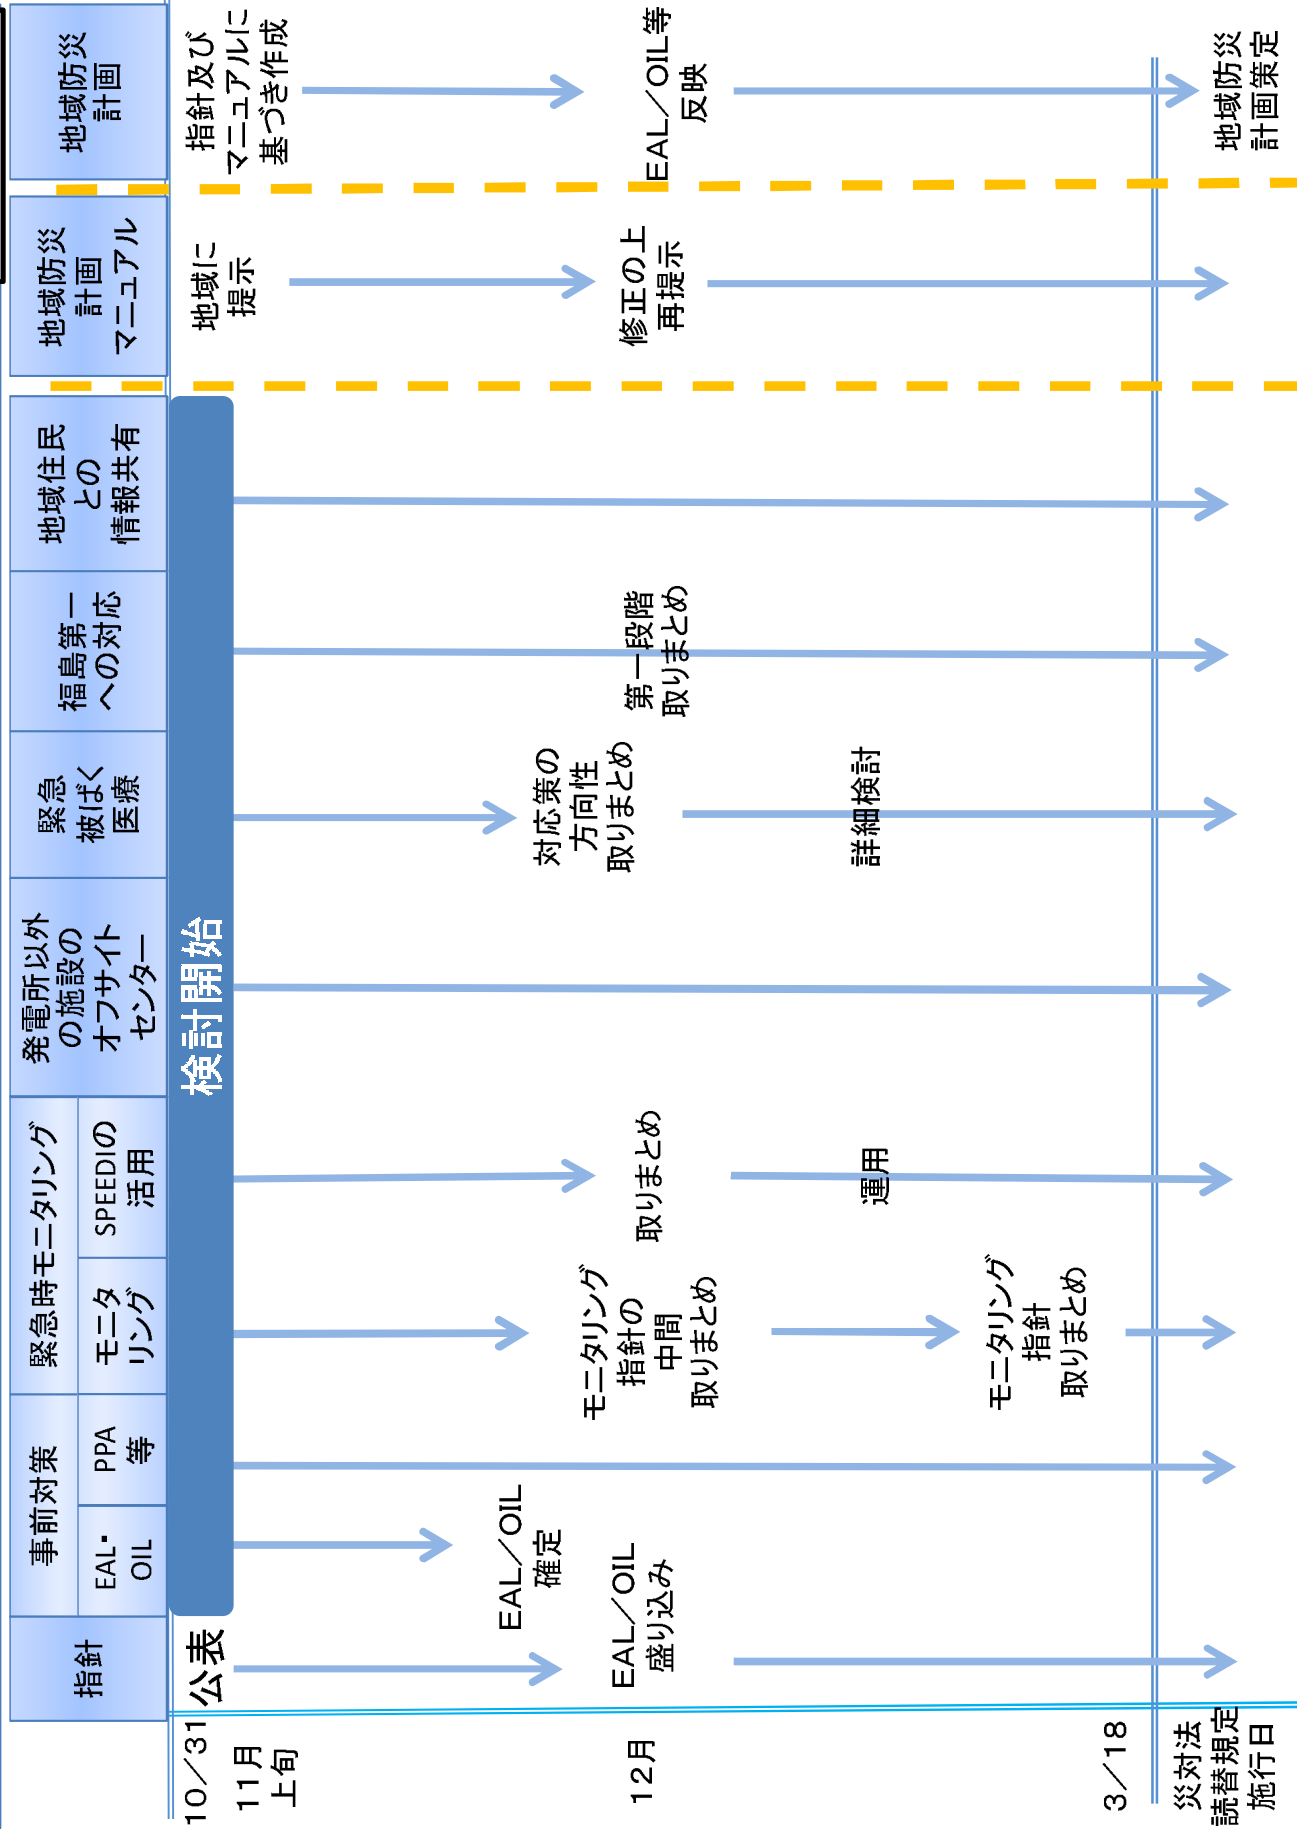 指針
事前対策
EAL・
OIL
PPA
等
緊急時モニタリング
モニタ
リング
SPEEDIの
活用
発電所以外
の施設の
オフサイト
センター
緊急
被ばく
医療
福島第一
への対応
地域住民
との
情報共有
地域防災
計画
マニュアル
地域防災
計画
10/31
11月
上旬
12月
3/18
災対法
読替規定
施行日
公表
EAL/OIL
盛り込み
検討開始
EAL/OIL
確定
モニタリング
指針の
中間
取りまとめ
モニタリング
指針
取りまとめ
取りまとめ
運用
対応策の
方向性
取りまとめ
詳細検討
第一段階
取りまとめ
地域に
提示
修正の上
再提示
指針及び
マニュアルに
基づき作成
EAL/OIL等
反映
地域防災
計画策定